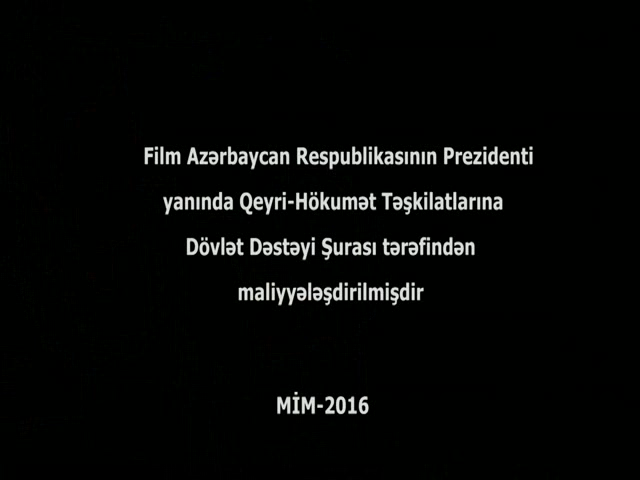 Film Azərbaycan Respublikasının Prezidenti
yanında Qeyri-Hökumət Təşkilatlarına
Dövlət Dəstəyi Şurası tərəfindən
maliyyələşdirilmişdir
MİM-2016